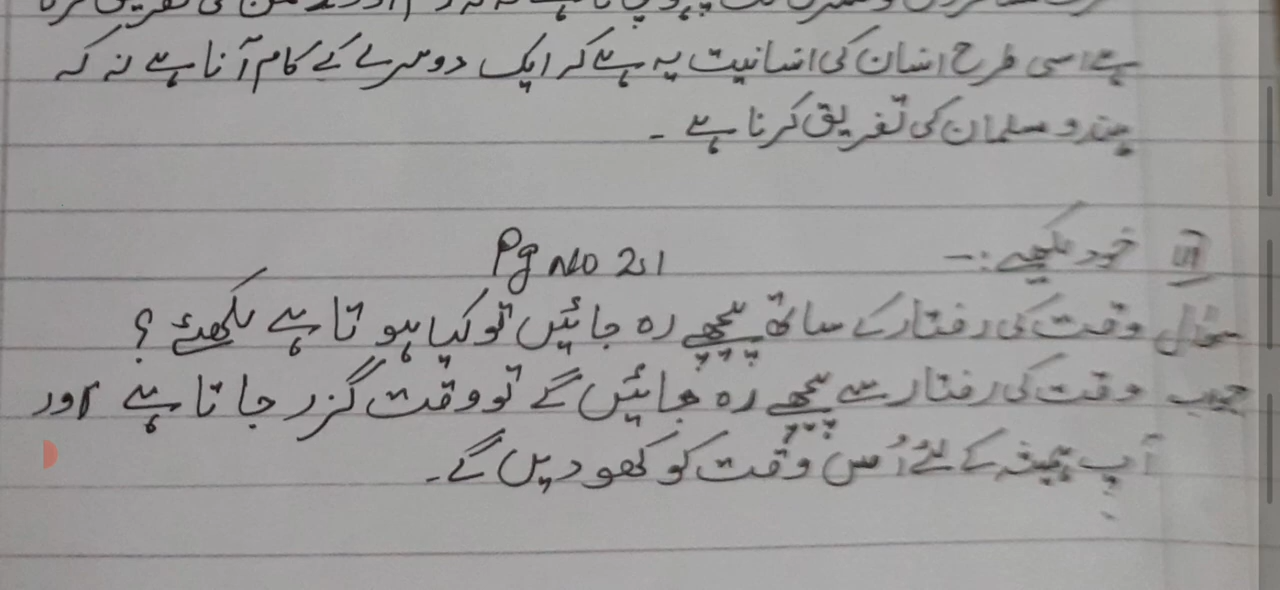 ہے اسی طرح انسان کی انسانیت یہ ہے کہ ایک دوسرے کے کام آنا ہے نہ کہ
ہندو مسلمان کی تفریق کرنا ہے ۔
خود لکھیے :-
Pg no 21
سوال وقت کی رفتار کے ساتھ پیچھے رہ جائیں تو کیا ہوتا ہے لکھئے ؟
جواب وقت کی رفتار سے پیچھے رہ جائیں گے تو وقت گزر جاتا ہے اور
آپ ہمیشہ کے لئے اُس وقت کو کھو دیں گے ۔